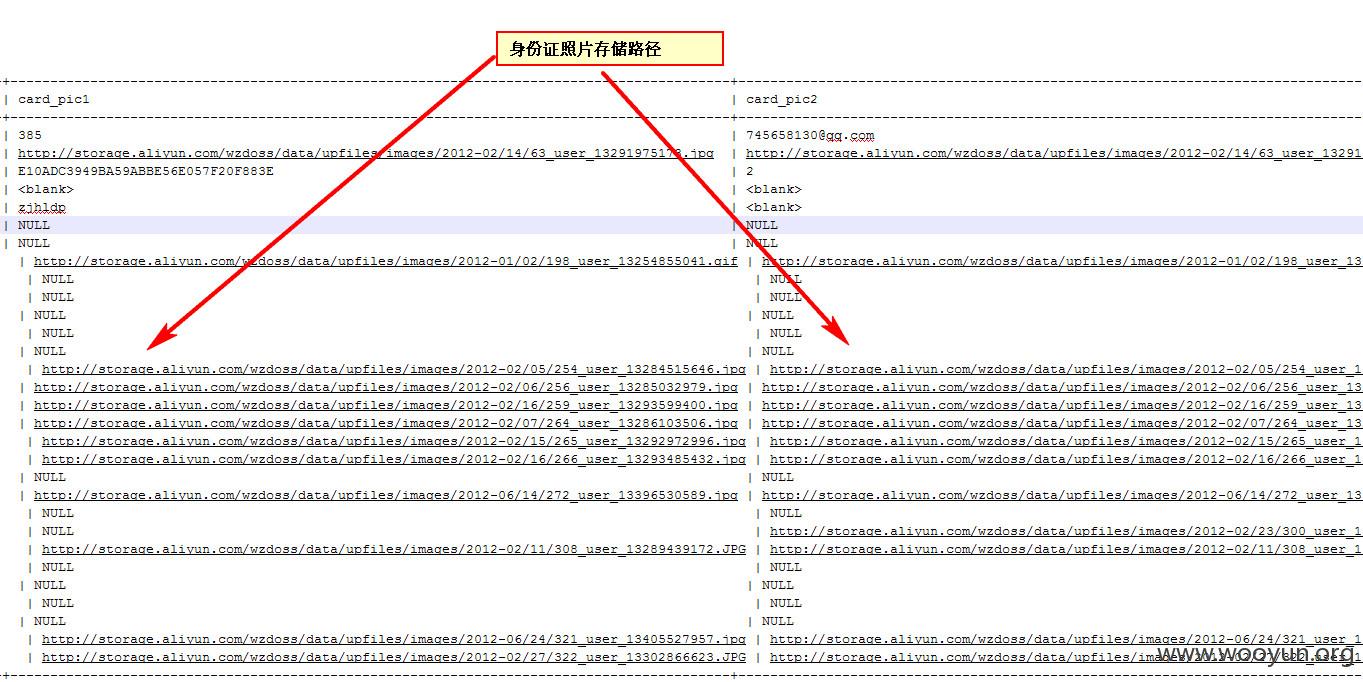 身份证照片存储路径
| card_pic1 | card_pic2
| 385 | 745658130@qq.com
| http://storage.aliyun.com/wzdoss/data/upfiles/images/2012-02/14/63_user_13291975178.jpg | http://storage.aliyun.com/wzdoss/data/upfiles/images/2012-02/14/63_user_13291
| E10ADC3949BA59ABBE56E057F20F883E | 2
| <blank> | <blank>
| zjhldp | <blank>
| NULL | NULL
| NULL | NULL
| http://storage.aliyun.com/wzdoss/data/upfiles/images/2012-01/02/198_user_13254855041.gif | http://storage.aliyun.com/wzdoss/data/upfiles/images/2012-01/02/198_user_13
| NULL | NULL
| NULL | NULL
| NULL | NULL
| NULL | NULL
| NULL | NULL
| http://storage.aliyun.com/wzdoss/data/upfiles/images/2012-02/05/254_user_13284515646.jpg | http://storage.aliyun.com/wzdoss/data/upfiles/images/2012-02/05/254_user_1
| http://storage.aliyun.com/wzdoss/data/upfiles/images/2012-02/06/256_user_13285032979.jpg | http://storage.aliyun.com/wzdoss/data/upfiles/images/2012-02/06/256_user_13
| http://storage.aliyun.com/wzdoss/data/upfiles/images/2012-02/16/259_user_13293599400.jpg | http://storage.aliyun.com/wzdoss/data/upfiles/images/2012-02/16/259_user_13
| http://storage.aliyun.com/wzdoss/data/upfiles/images/2012-02/07/264_user_13286103506.jpg | http://storage.aliyun.com/wzdoss/data/upfiles/images/2012-02/07/264_user_13
| http://storage.aliyun.com/wzdoss/data/upfiles/images/2012-02/15/265_user_13292972996.jpg | http://storage.aliyun.com/wzdoss/data/upfiles/images/2012-02/15/265_user_1
| http://storage.aliyun.com/wzdoss/data/upfiles/images/2012-02/16/266_user_13293485432.jpg | http://storage.aliyun.com/wzdoss/data/upfiles/images/2012-02/16/266_user_1
| NULL | NULL
| http://storage.aliyun.com/wzdoss/data/upfiles/images/2012-06/14/272_user_13396530589.jpg | http://storage.aliyun.com/wzdoss/data/upfiles/images/2012-06/14/272_user_13
| NULL | NULL
| NULL | http://storage.aliyun.com/wzdoss/data/upfiles/images/2012-02/23/300_user_1
| http://storage.aliyun.com/wzdoss/data/upfiles/images/2012-02/11/308_user_13289439172.JPG | http://storage.aliyun.com/wzdoss/data/upfiles/images/2012-02/11/308_user_1
| NULL | NULL
| NULL | NULL
| NULL | NULL
| NULL | NULL
| http://storage.aliyun.com/wzdoss/data/upfiles/images/2012-06/24/321_user_13405527957.jpg | http://storage.aliyun.com/wzdoss/data/upfiles/images/2012-06/24/321_user_1
| http://storage.aliyun.com/wzdoss/data/upfiles/images/2012-02/27/322_user_13302866623.JPG | http://storage.aliyun.com/wzdoss/data/upfiles/images/2012-02/27/322_user_1
www.wooyun.org